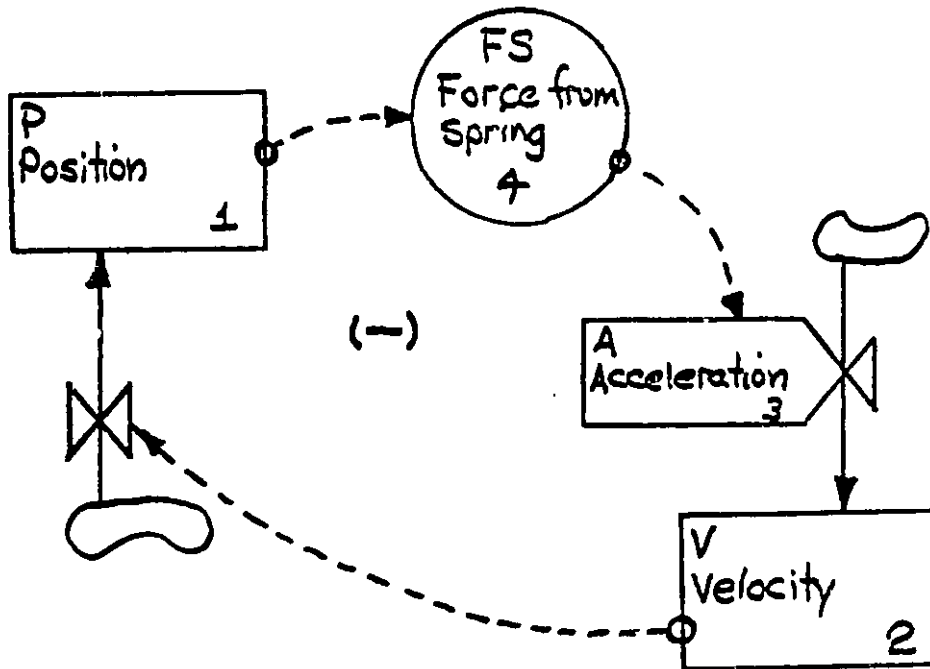 P
Position
1
FS
Force from
Spring
4
(-)
A
Acceleration
3
V
Velocity
2